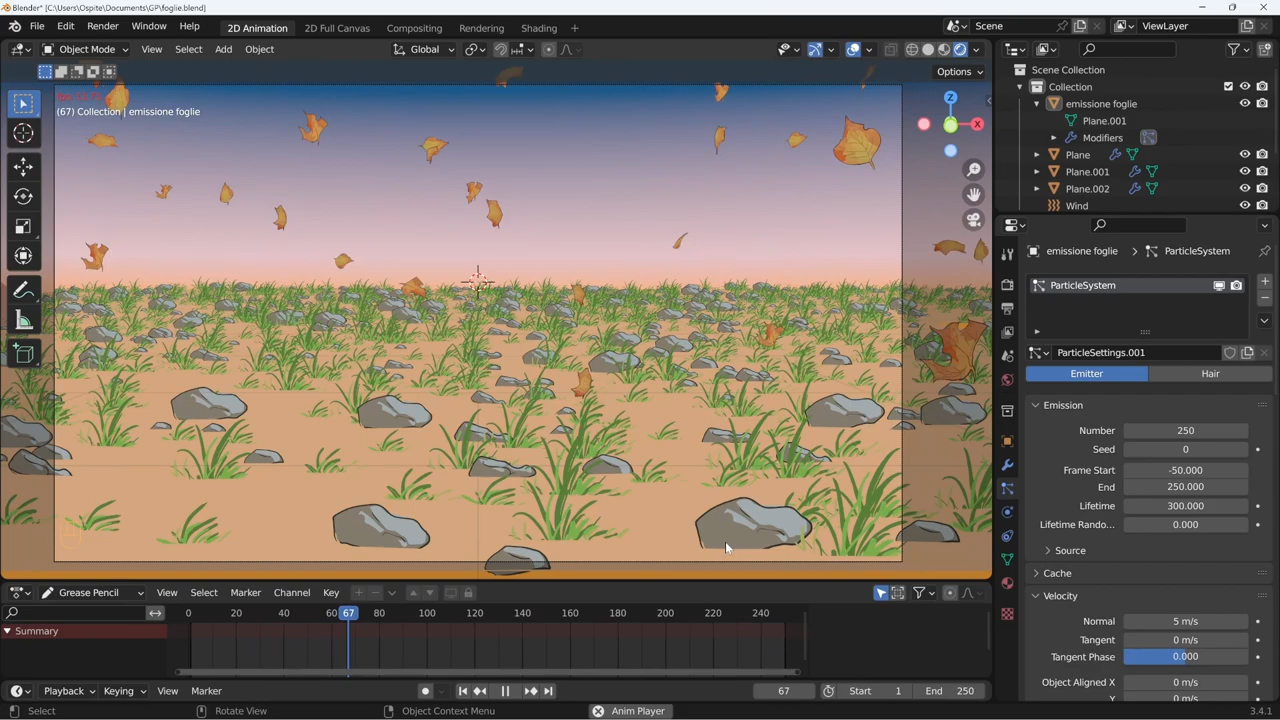 Blender* [C:\Users\Ospite\Documents\GP\foglie.blend]
File Edit Render Window Help 2D Animation 2D Full Canvas Compositing Rendering Shading Scene ViewLayer
Object Mode View Select Add Object Global
Options
(67) Collection | emissione foglie
Z
X
Scene Collection
Collection
emissione foglie
Plane.001
Modifiers
Plane
Plane.001
Plane.002
Wind
emissione foglie ParticleSystem
ParticleSystem
ParticleSettings.001
Emitter Hair
Emission
Number 250
Seed 0
Frame Start -50.000
End 250.000
Lifetime 300.000
Lifetime Rando... 0.000
Source
Cache
Velocity
Normal 5 m/s
Tangent 0 m/s
Tangent Phase 0.000
Object Aligned X 0 m/s
Y 0 m/s
Grease Pencil View Select Marker Channel Key
0 20 40 60 67 80 100 120 140 160 180 200 220 240
Summary
Playback Keying View Marker 67 Start 1 End 250
Select Rotate View Object Context Menu Anim Player 3.4.1